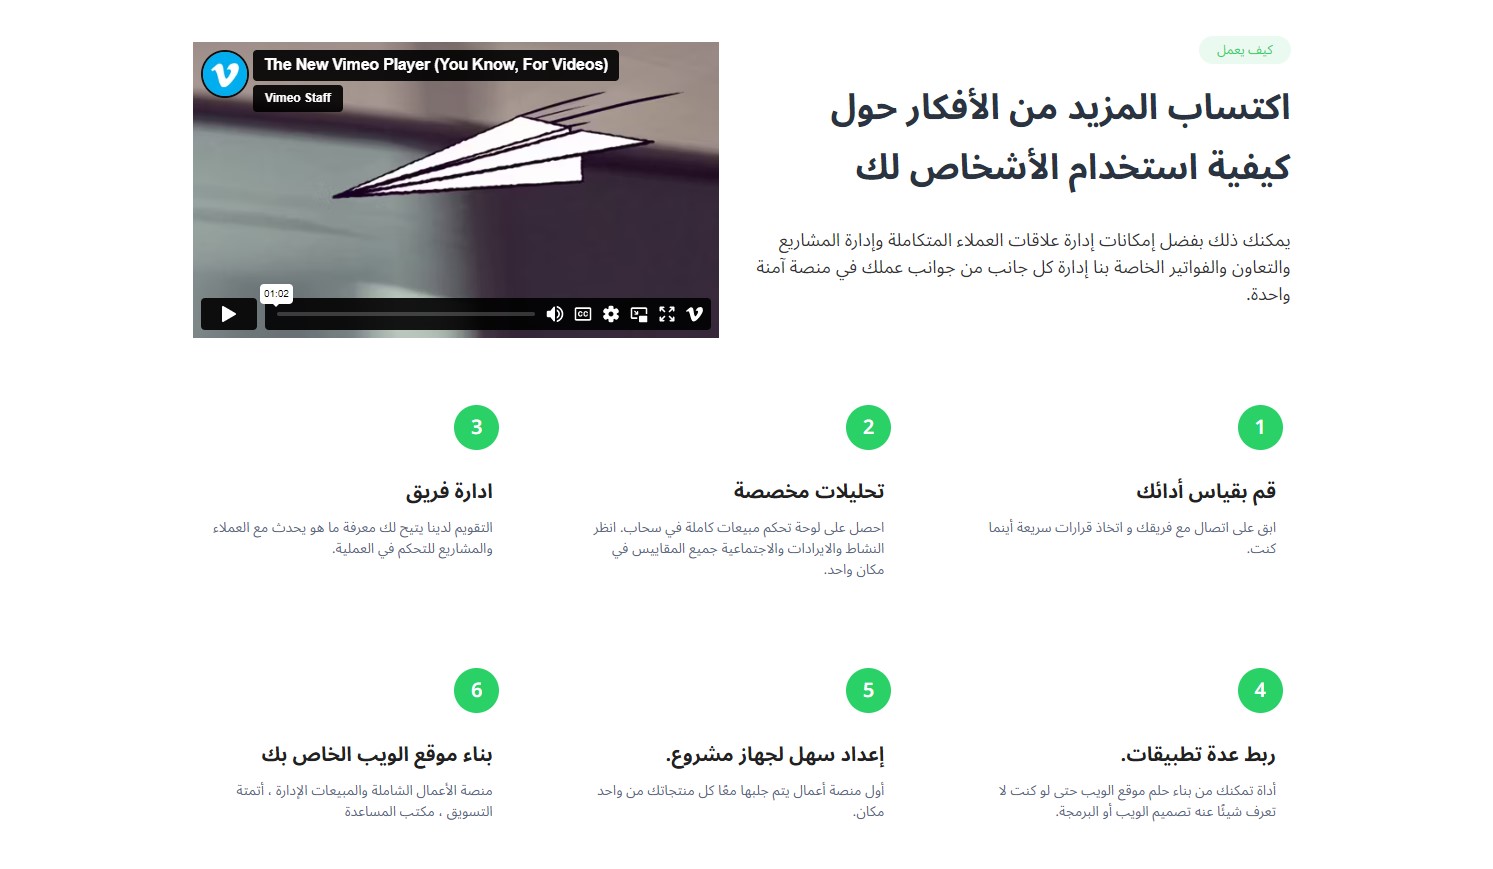 كيف يعمل
اكتساب المزيد من الأفكار حول
كيفية استخدام الأشخاص لك
يمكنك ذلك بفضل إمكانات إدارة علاقات العملاء المتكاملة وإدارة المشاريع
والتعاون والفواتير الخاصة بنا إدارة كل جانب من جوانب عملك في منصة آمنة
واحدة.
The New Vimeo Player (You Know, For Videos)
Vimeo Staff
01:02
CC
1
قم بقياس أدائك
ابق على اتصال مع فريقك و اتخاذ قرارات سريعة أينما
كنت.
2
تحليلات مخصصة
احصل على لوحة تحكم مبيعات كاملة في سحاب. انظر
النشاط والايرادات والاجتماعية جميع المقاييس في
مكان واحد.
3
ادارة فريق
التقويم لدينا يتيح لك معرفة ما هو يحدث مع العملاء
والمشاريع للتحكم في العملية.
4
ربط عدة تطبيقات.
أداة تمكنك من بناء حلم موقع الويب حتى لو كنت لا
تعرف شيئًا عنه تصميم الويب أو البرمجة.
5
إعداد سهل لجهاز مشروع.
أول منصة أعمال يتم جلبها معًا كل منتجاتك من واحد
مكان.
6
بناء موقع الويب الخاص بك
منصة الأعمال الشاملة والمبيعات الإدارة ، أتمتة
التسويق ، مكتب المساعدة